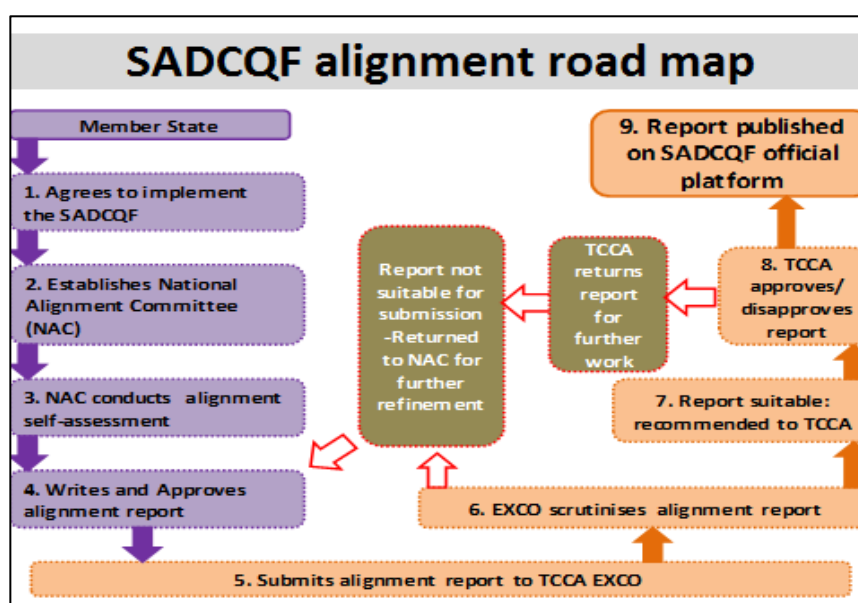 SADCQF alignment road map
Member State
1. Agrees to implement
the SADCQF
2. Establishes National
Alignment Committee
(NAC)
3. NAC conducts alignment
self-assessment
4. Writes and Approves
alignment report
5. Submits alignment report to TCCA EXCO
6. EXCO scrutinises alignment report
7. Report suitable:
recommended to TCCA
8. TCCA
approves/
disapproves
report
9. Report published
on SADCQF official
platform
TCCA
returns
report
for
further
work
Report not
suitable for
submission
-Returned
to NAC for
further
refinement